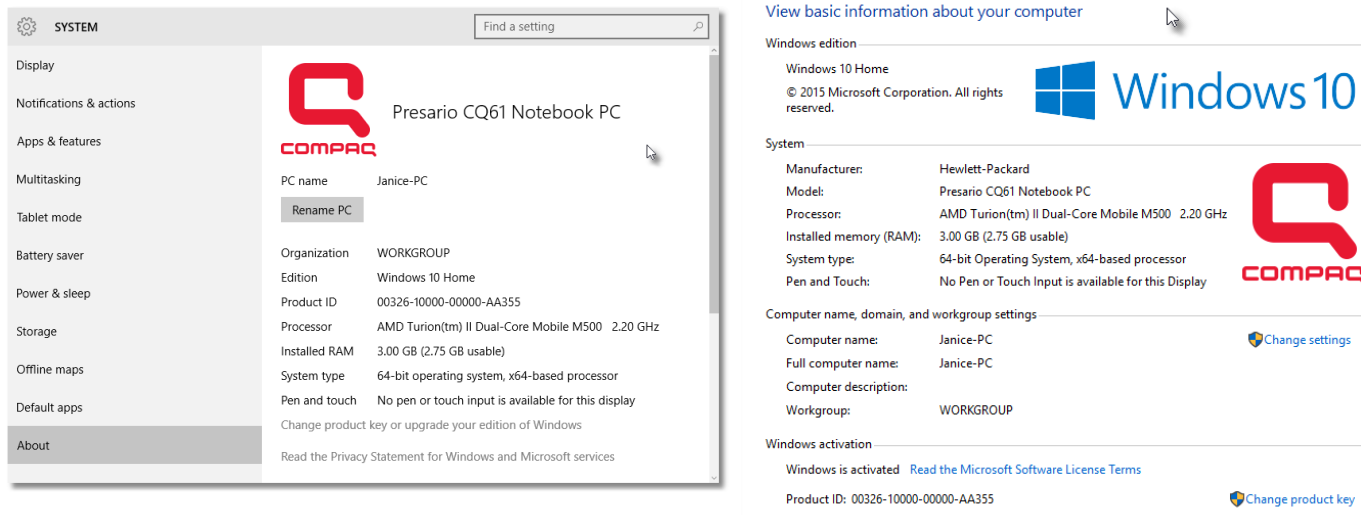 SYSTEM
Find a setting
Display
Notifications & actions
Apps & features
Multitasking
Tablet mode
Battery saver
Power & sleep
Storage
Offline maps
Default apps
About
COMPAQ
Presario CQ61 Notebook PC
PC name Janice-PC
Rename PC
Organization WORKGROUP
Edition Windows 10 Home
Product ID 00326-10000-00000-AA355
Processor AMD Turion(tm) II Dual-Core Mobile M500 2.20 GHz
Installed RAM 3.00 GB (2.75 GB usable)
System type 64-bit operating system, x64-based processor
Pen and touch No pen or touch input is available for this display
Change product key or upgrade your edition of Windows
Read the Privacy Statement for Windows and Microsoft services
View basic information about your computer
Windows edition
Windows 10 Home
© 2015 Microsoft Corporation. All rights
reserved.
Windows 10
System
Manufacturer: Hewlett-Packard
Model: Presario CQ61 Notebook PC
Processor: AMD Turion(tm) II Dual-Core Mobile M500 2.20 GHz
Installed memory (RAM): 3.00 GB (2.75 GB usable)
System type: 64-bit Operating System, x64-based processor
Pen and Touch: No Pen or Touch Input is available for this Display
COMPAQ
Computer name, domain, and workgroup settings
Computer name: Janice-PC
Change settings
Full computer name: Janice-PC
Computer description:
Workgroup: WORKGROUP
Windows activation
Windows is activated Read the Microsoft Software License Terms
Product ID: 00326-10000-00000-AA355
Change product key